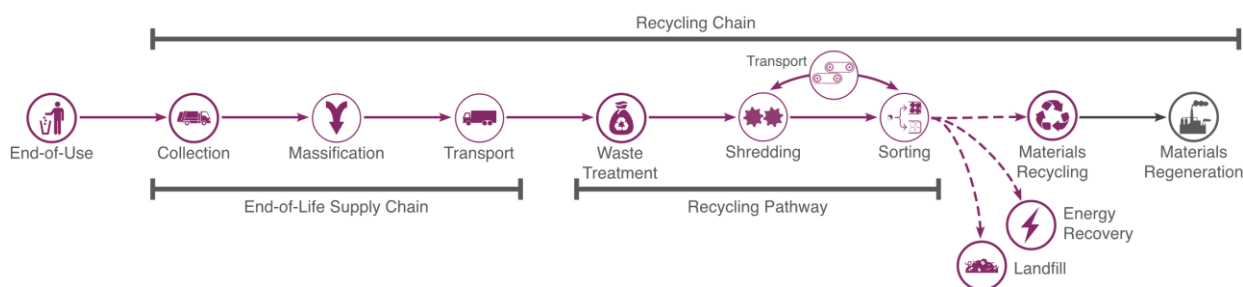 Recycling Chain
Transport
End-of-Use
Collection
Massification
Transport
Waste
Treatment
Shredding
Sorting
Materials
Recycling
Materials
Regeneration
End-of-Life Supply Chain
Recycling Pathway
Energy
Recovery
Landfill